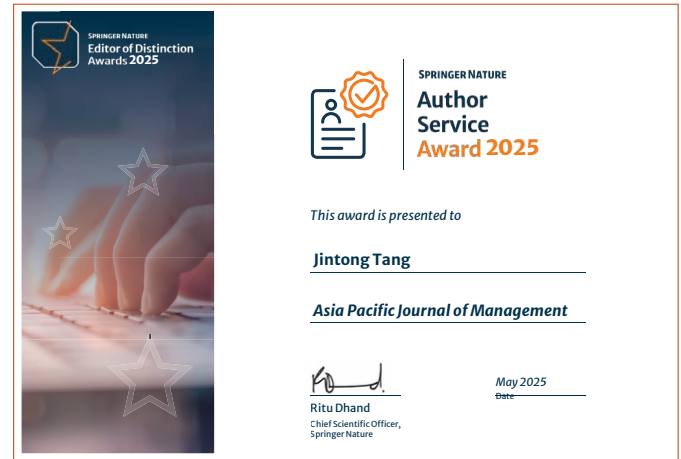 SPRINGER NATURE
Editor of Distinction
Awards 2025
SPRINGER NATURE
Author
Service
Award 2025
This award is presented to
Jintong Tang
Asia Pacific Journal of Management
May 2025
Date
Ritu Dhand
Chief Scientific Officer,
Springer Nature